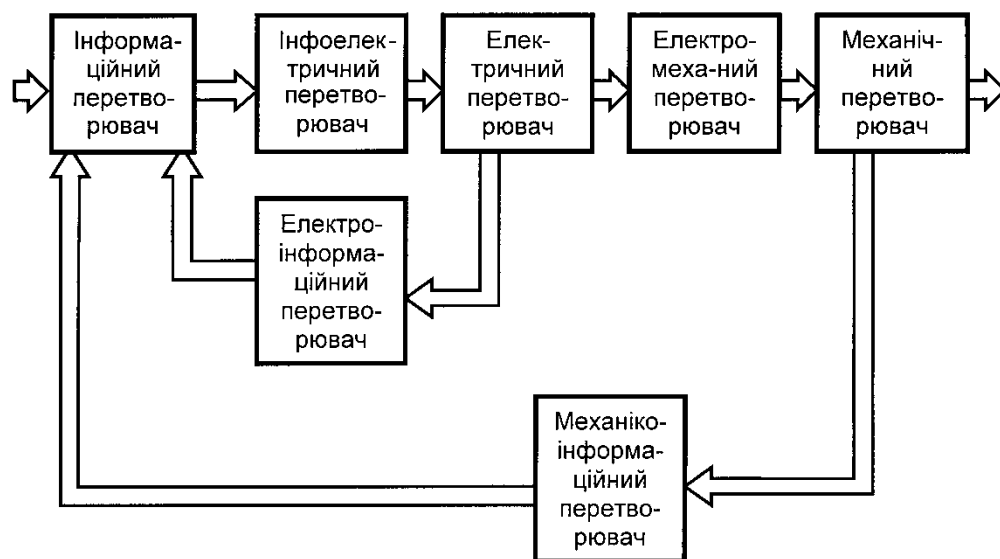 Інформа-
ційний
леретво-
рювач
Інфоелек-
тричний
перетво-
рювач
Елек-
тричний
перетво-
рювач
Електро-
меха-ний
перетво-
рювач
Механіч-
ний
перетво-
рювач
Електро-
інформа-
ційний
перетво-
рювач
Механіко-
інформа-
ційний
перетво-
рювач